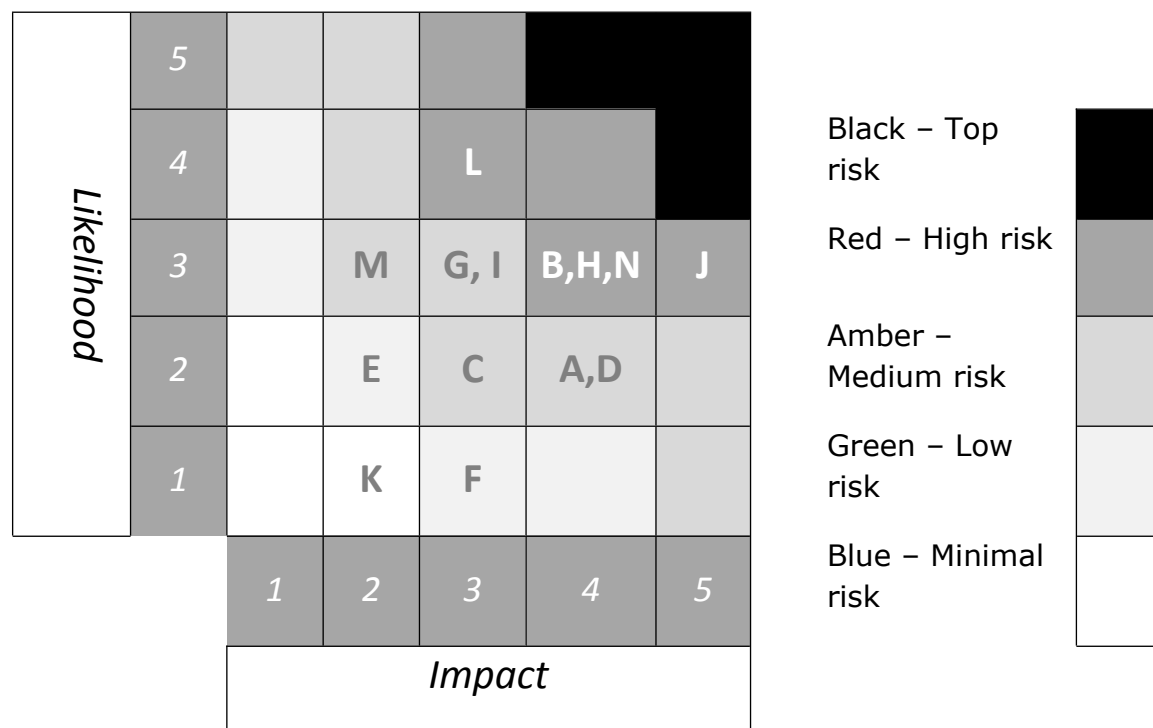 Likelihood
5
4
L
3
M
G, I
B,H,N
J
2
E
C
A,D
1
K
F
1
2
3
4
5
Impact
Black – Top
risk
Red – High risk
Amber –
Medium risk
Green – Low
risk
Blue – Minimal
risk